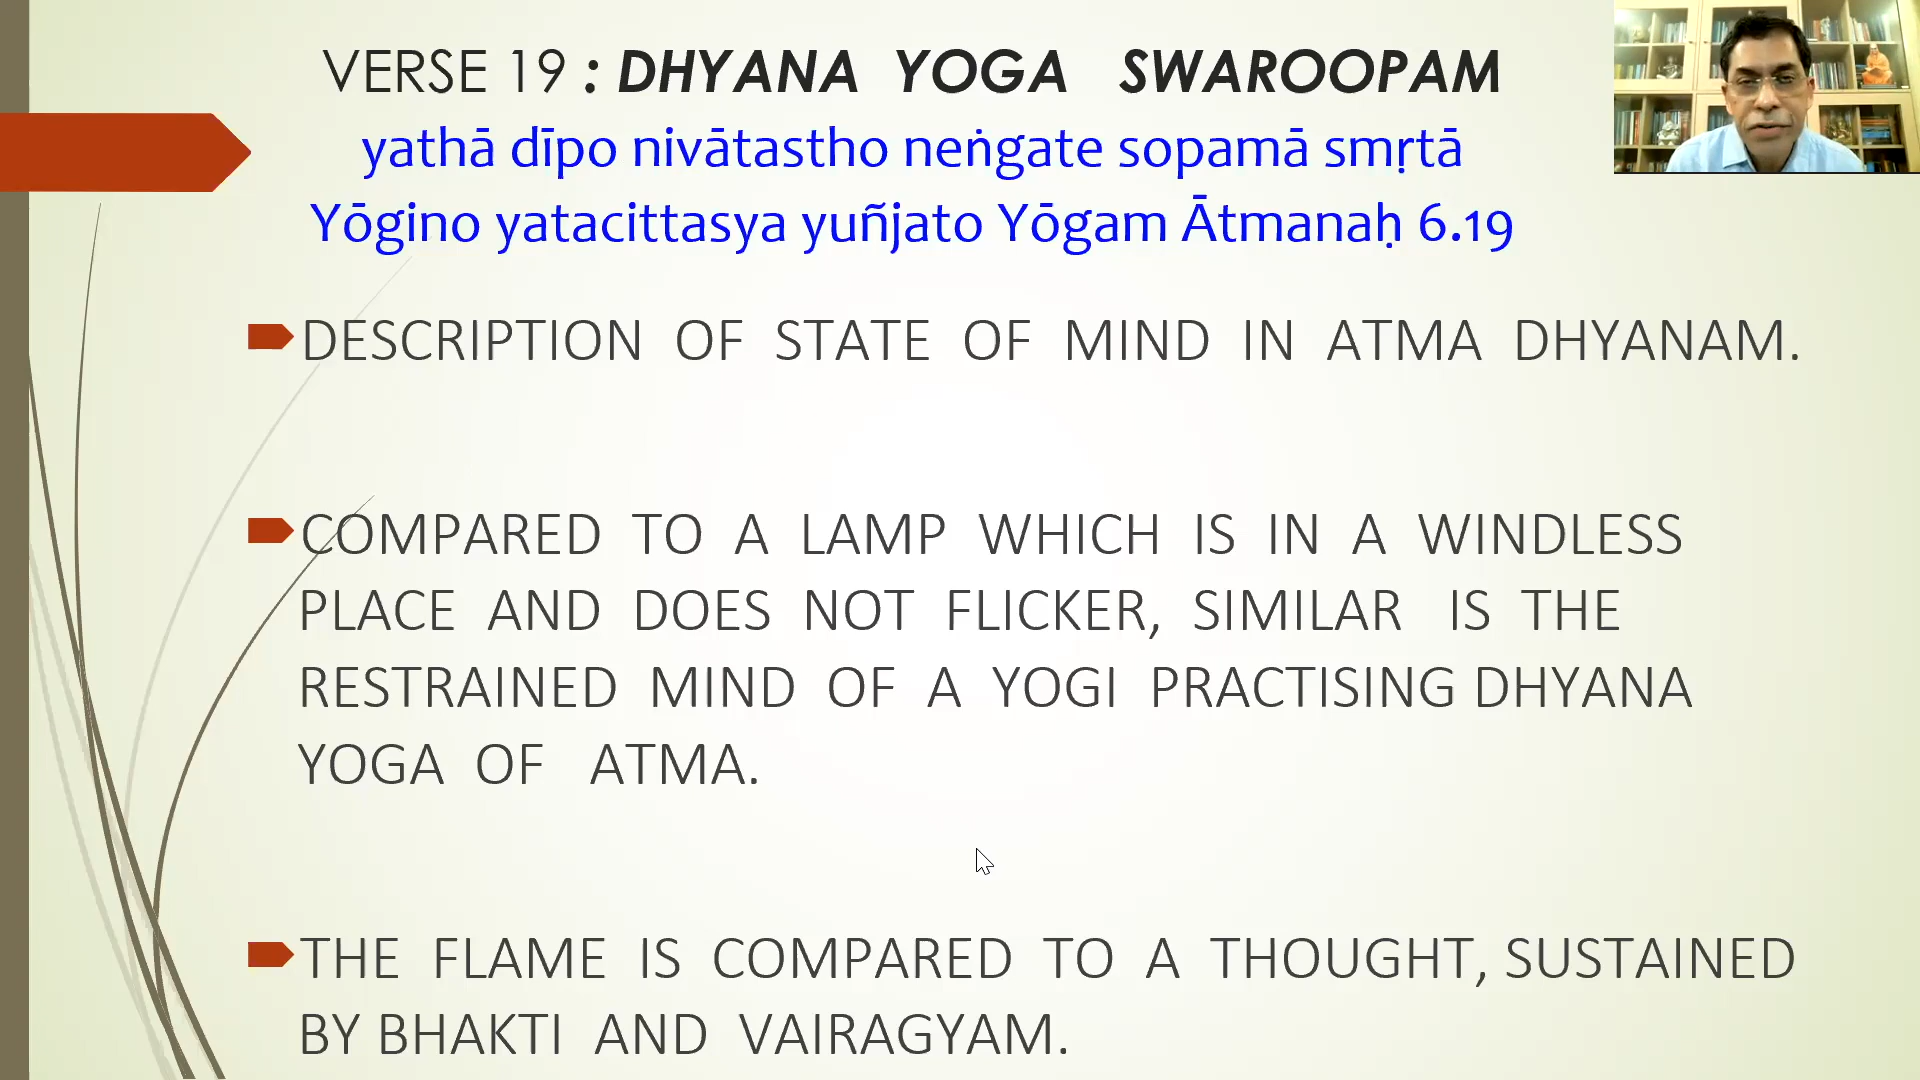 VERSE 19 : DHYANA YOGA SWAROOPAM
yathā dīpo nivātastho neṅgate sopamā smṛtā
Yōgino yatacittasya yuñjato Yōgam Ātmanaḥ 6.19
DESCRIPTION OF STATE OF MIND IN ATMA DHYANAM.
COMPARED TO A LAMP WHICH IS IN A WINDLESS
PLACE AND DOES NOT FLICKER, SIMILAR IS THE
RESTRAINED MIND OF A YOGI PRACTISING DHYANA
YOGA OF ATMA.
THE FLAME IS COMPARED TO A THOUGHT, SUSTAINED
BY BHAKTI AND VAIRAGYAM.